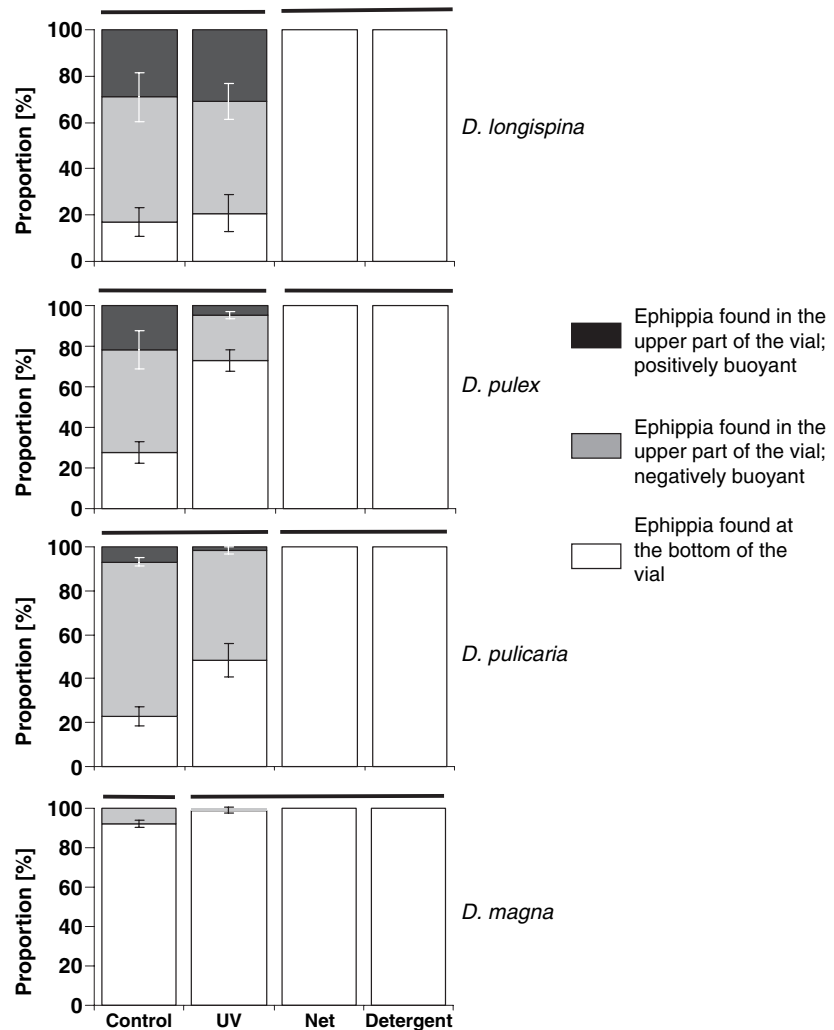 100
80
60
40
20
0
Proportion [%]
D. longispina
100
80
60
40
20
0
Proportion [%]
D. pulex
Ephippia found in the
upper part of the vial;
positively buoyant
Ephippia found in the
upper part of the vial;
negatively buoyant
Ephippia found at
the bottom of the
vial
100
80
60
40
20
0
Proportion [%]
D. pulicaria
100
80
60
40
20
0
Proportion [%]
D. magna
Control UV Net Detergent